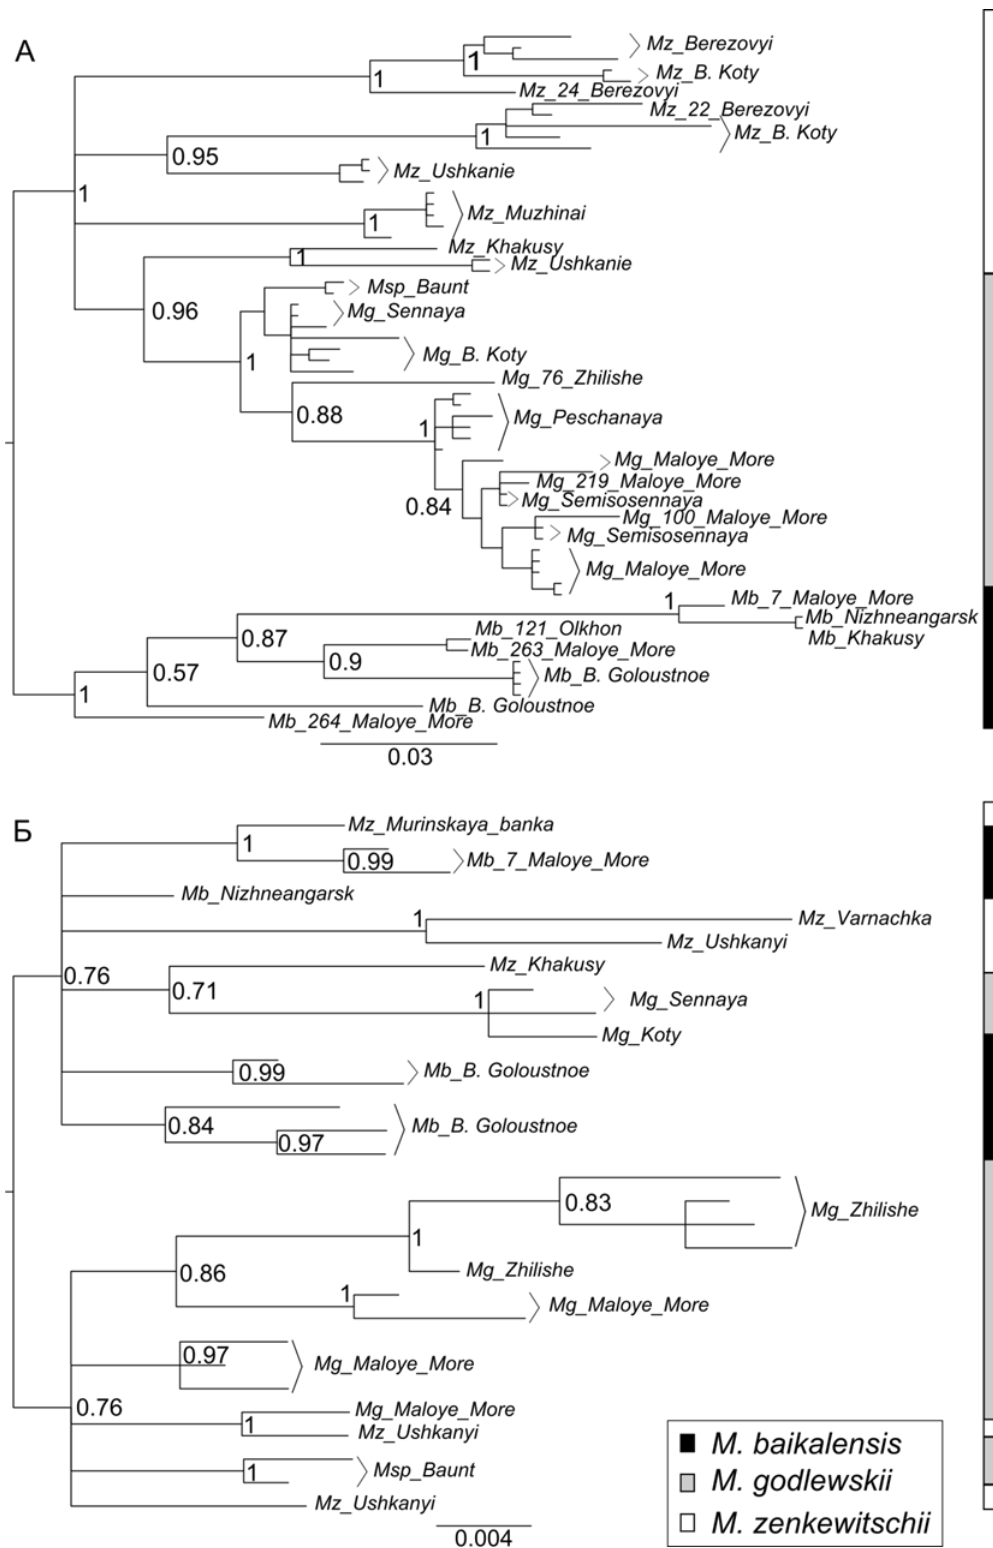 А
Mz_Berezovyi
1
Mz_B. Koty
1
Mz_24_Berezovyi
Mz_22_Berezovyi
1
Mz_B. Koty
0.95
Mz_Ushkanie
1
Mz_Muzhinai
1
Mz_Khakusy
1
Mz_Ushkanie
Msp_Baunt
0.96
Mg_Sennaya
Mg_B. Koty
1
Mg_76_Zhilishe
0.88
Mg_Peschanaya
1
Mg_Maloye_More
Mg_219_Maloye_More
Mg_Semisosennaya
0.84
Mg_100_Maloye_More
Mg_Semisosennaya
Mg_Maloye_More
1
Mb_7_Maloye_More
Mb_Nizhneangarsk
Mb_121_Olkhon
Mb_Khakusy
0.87
Mb_263_Maloye_More
0.9
0.57
Mb_B. Goloustnoe
1
Mb_B. Goloustnoe
Mb_264_Maloye_More
0.03
Б
Mz_Murinskaya_banka
1
0.99
Mb_7_Maloye_More
Mb_Nizhneangarsk
1
Mz_Varnachka
Mz_Ushkanyi
0.76
Mz_Khakusy
0.71
1
Mg_Sennaya
Mg_Koty
0.99
Mb_B. Goloustnoe
0.84
Mb_B. Goloustnoe
0.97
0.83
Mg_Zhilishe
1
0.86
Mg_Zhilishe
1
Mg_Maloye_More
0.97
Mg_Maloye_More
0.76
Mg_Maloye_More
1
Mz_Ushkanyi
1
Msp_Baunt
Mz_Ushkanyi
0.004
M. baikalensis
M. godlewskii
M. zenkewitschii